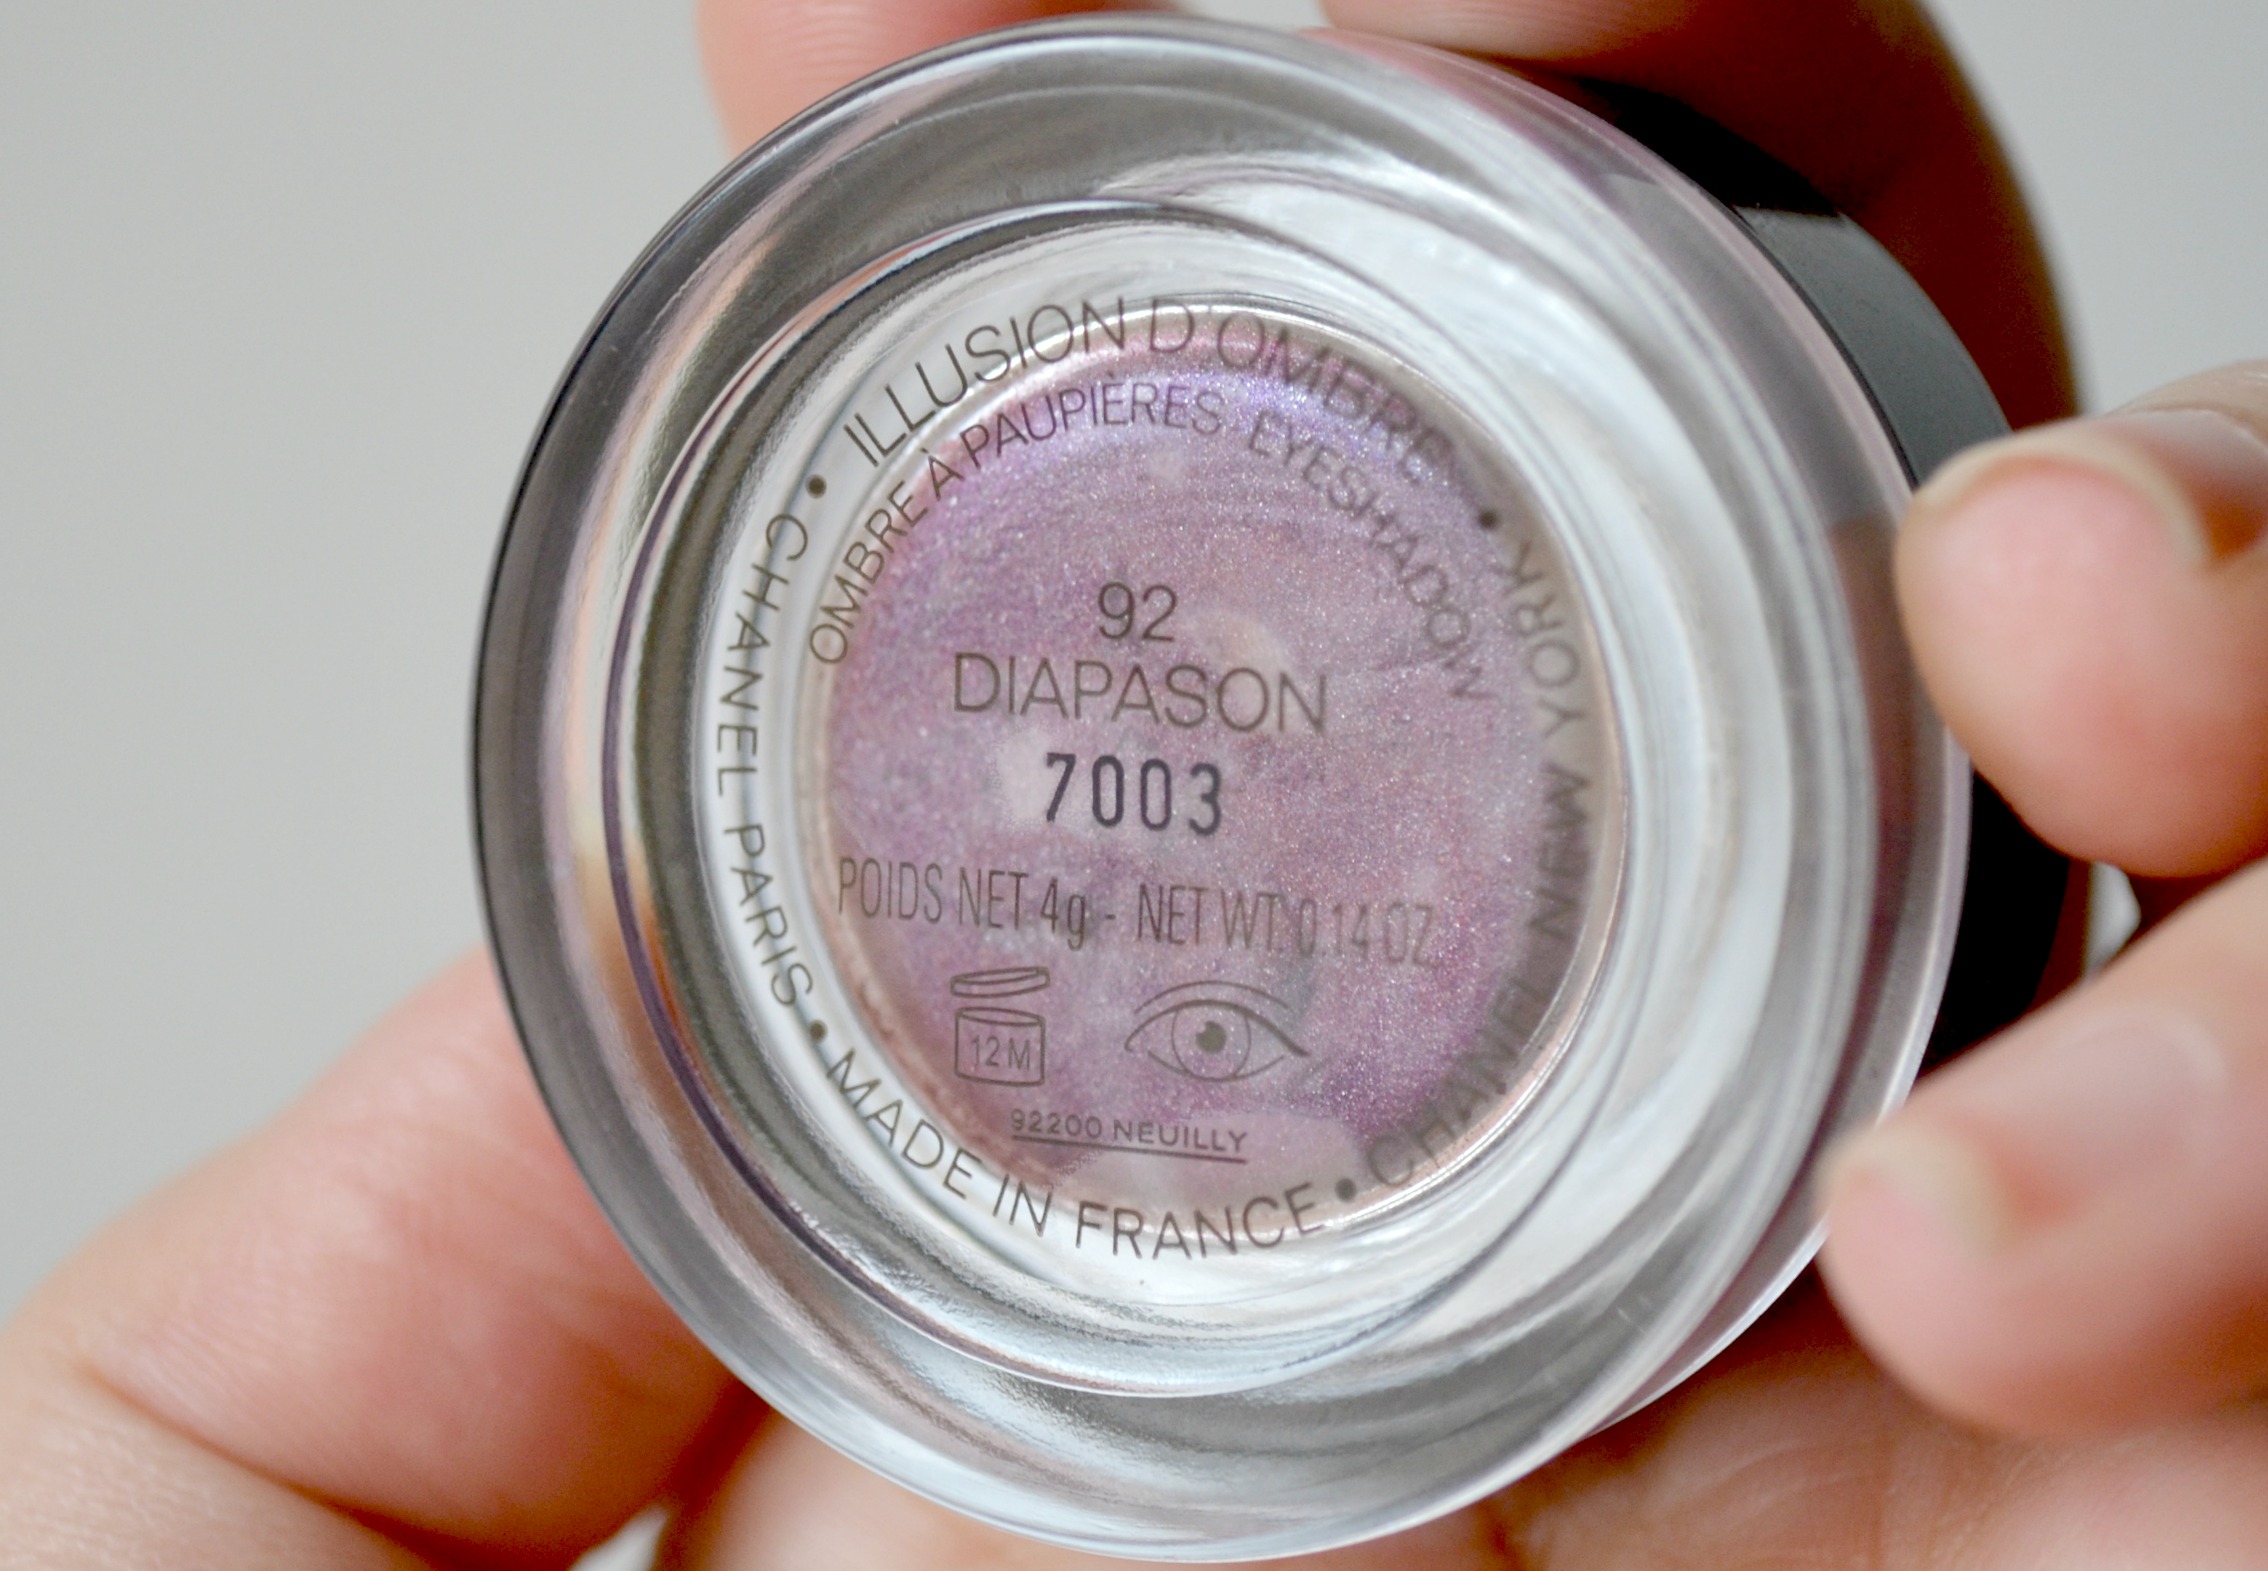 • ILLUSION D'OMBRE • CHANEL NEW YORK
OMBRE À PAUPIÈRES EYESHADOW
92
DIAPASON
7003
POIDS NET 4g - NET WT. 0.14 OZ.
12 M
92200 NEUILLY
CHANEL PARIS • MADE IN FRANCE •